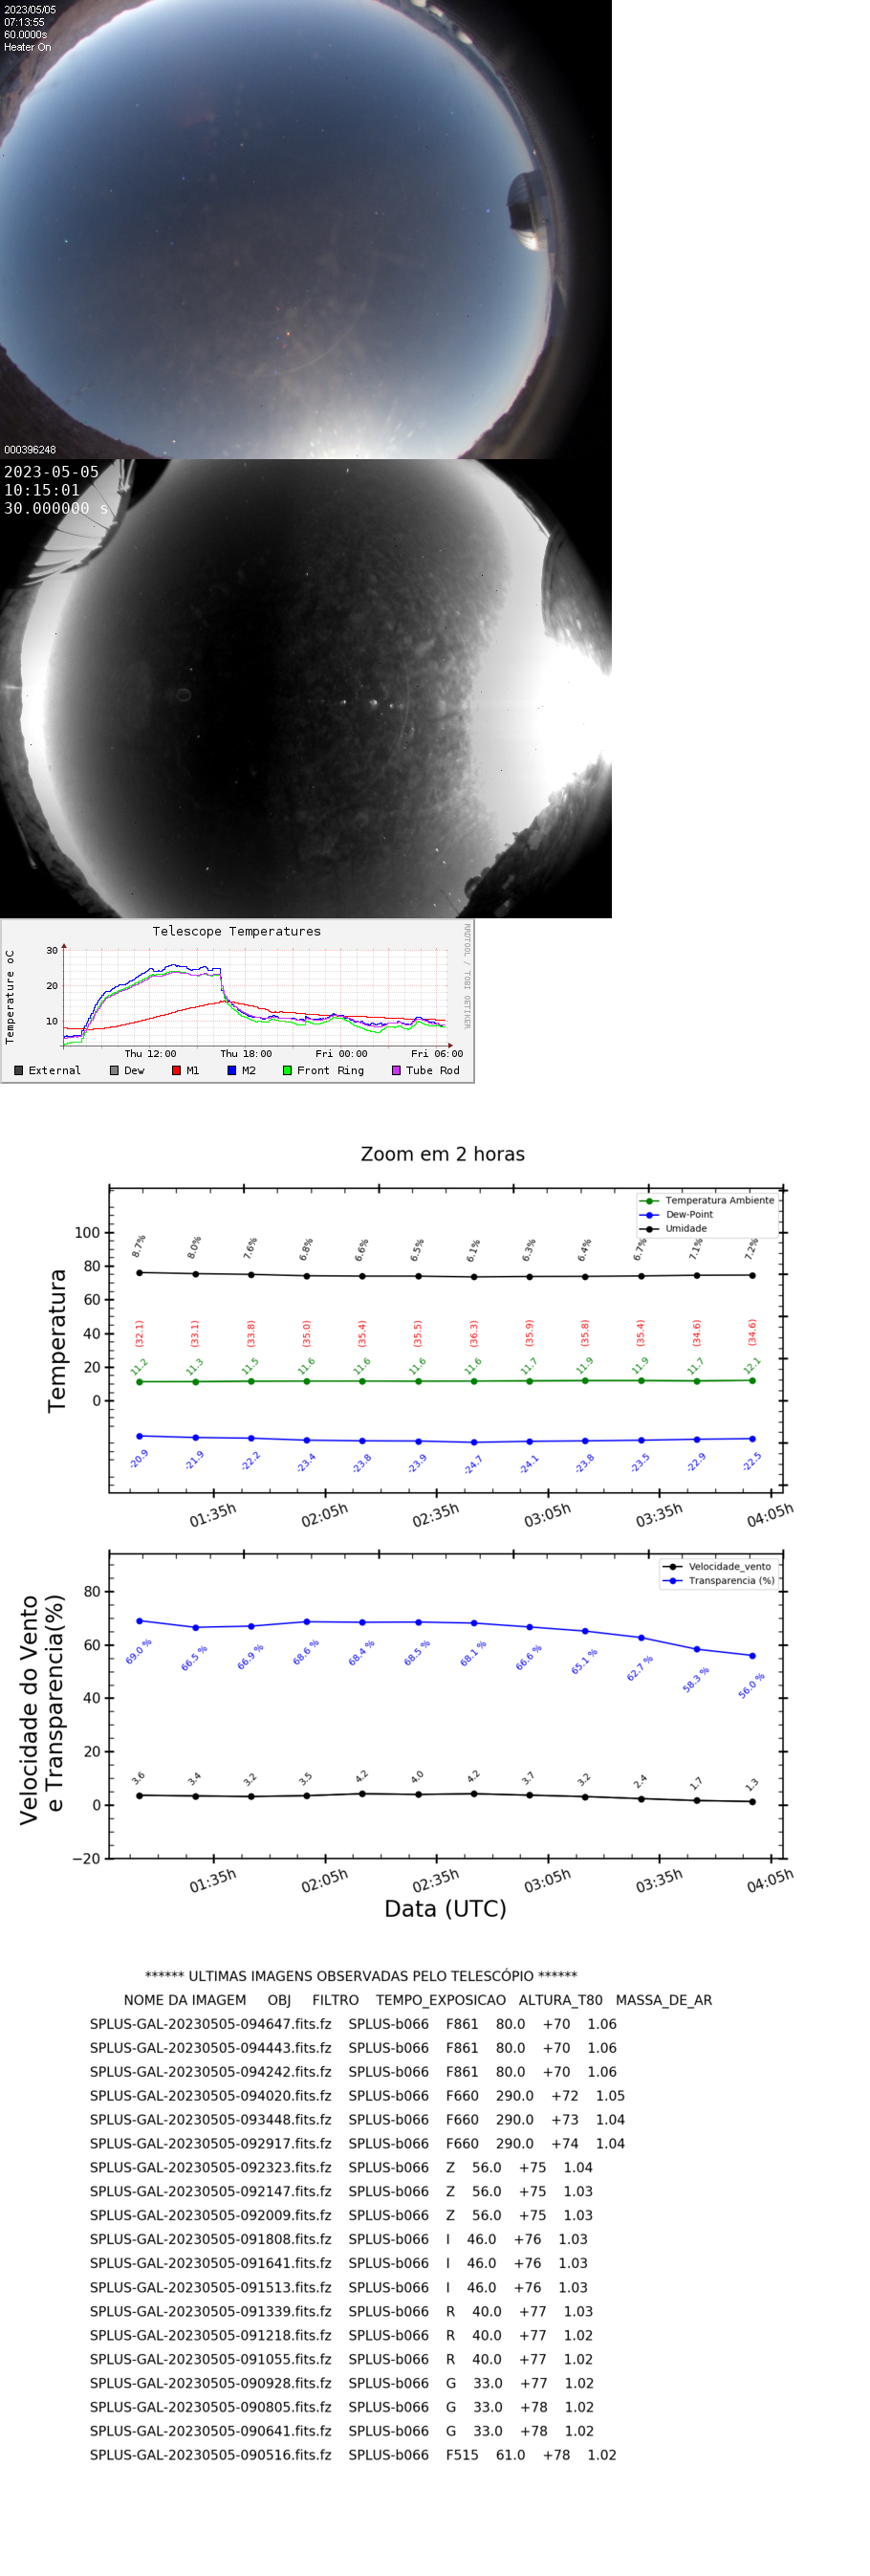 2023/05/05
07:13:55
60.0000s
Heater On
000396248
2023-05-05
10:15:01
30.000000 s
Telescope Temperatures
RRDTOOL / TOBI OETIKER
Temperature oC
30
20
10
Thu 12:00 Thu 18:00 Fri 00:00 Fri 06:00
External Dew M1 M2 Front Ring Tube Rod
Zoom em 2 horas
Temperatura
Temperatura Ambiente
Dew-Point
Umidade
100
80
60
40
20
0
8.7% 8.0% 7.6% 6.8% 6.6% 6.5% 6.1% 6.3% 6.4% 6.7% 7.1% 7.2%
(32.1) (33.1) (33.8) (35.0) (35.4) (35.5) (36.3) (35.9) (35.8) (35.4) (34.6) (34.6)
11.2 11.3 11.5 11.6 11.6 11.6 11.6 11.7 11.9 11.9 11.7 12.1
-20.9 -21.9 -22.2 -23.4 -23.8 -23.9 -24.7 -24.1 -23.8 -23.5 -22.9 -22.5
01:35h 02:05h 02:35h 03:05h 03:35h 04:05h
Velocidade do Vento
e Transparencia(%)
Velocidade_vento
Transparencia (%)
80
60
40
20
0
−20
69.0 % 66.5 % 66.9 % 68.6 % 68.4 % 68.5 % 68.1 % 66.6 % 65.1 % 62.7 % 58.3 % 56.0 %
3.6 3.4 3.2 3.5 4.2 4.0 4.2 3.7 3.2 2.4 1.7 1.3
01:35h 02:05h 02:35h 03:05h 03:35h 04:05h
Data (UTC)
****** ULTIMAS IMAGENS OBSERVADAS PELO TELESCÓPIO ******
NOME DA IMAGEM OBJ FILTRO TEMPO_EXPOSICAO ALTURA_T80 MASSA_DE_AR
SPLUS-GAL-20230505-094647.fits.fz SPLUS-b066 F861 80.0 +70 1.06
SPLUS-GAL-20230505-094443.fits.fz SPLUS-b066 F861 80.0 +70 1.06
SPLUS-GAL-20230505-094242.fits.fz SPLUS-b066 F861 80.0 +70 1.06
SPLUS-GAL-20230505-094020.fits.fz SPLUS-b066 F660 290.0 +72 1.05
SPLUS-GAL-20230505-093448.fits.fz SPLUS-b066 F660 290.0 +73 1.04
SPLUS-GAL-20230505-092917.fits.fz SPLUS-b066 F660 290.0 +74 1.04
SPLUS-GAL-20230505-092323.fits.fz SPLUS-b066 Z 56.0 +75 1.04
SPLUS-GAL-20230505-092147.fits.fz SPLUS-b066 Z 56.0 +75 1.03
SPLUS-GAL-20230505-092009.fits.fz SPLUS-b066 Z 56.0 +75 1.03
SPLUS-GAL-20230505-091808.fits.fz SPLUS-b066 I 46.0 +76 1.03
SPLUS-GAL-20230505-091641.fits.fz SPLUS-b066 I 46.0 +76 1.03
SPLUS-GAL-20230505-091513.fits.fz SPLUS-b066 I 46.0 +76 1.03
SPLUS-GAL-20230505-091339.fits.fz SPLUS-b066 R 40.0 +77 1.03
SPLUS-GAL-20230505-091218.fits.fz SPLUS-b066 R 40.0 +77 1.02
SPLUS-GAL-20230505-091055.fits.fz SPLUS-b066 R 40.0 +77 1.02
SPLUS-GAL-20230505-090928.fits.fz SPLUS-b066 G 33.0 +77 1.02
SPLUS-GAL-20230505-090805.fits.fz SPLUS-b066 G 33.0 +78 1.02
SPLUS-GAL-20230505-090641.fits.fz SPLUS-b066 G 33.0 +78 1.02
SPLUS-GAL-20230505-090516.fits.fz SPLUS-b066 F515 61.0 +78 1.02